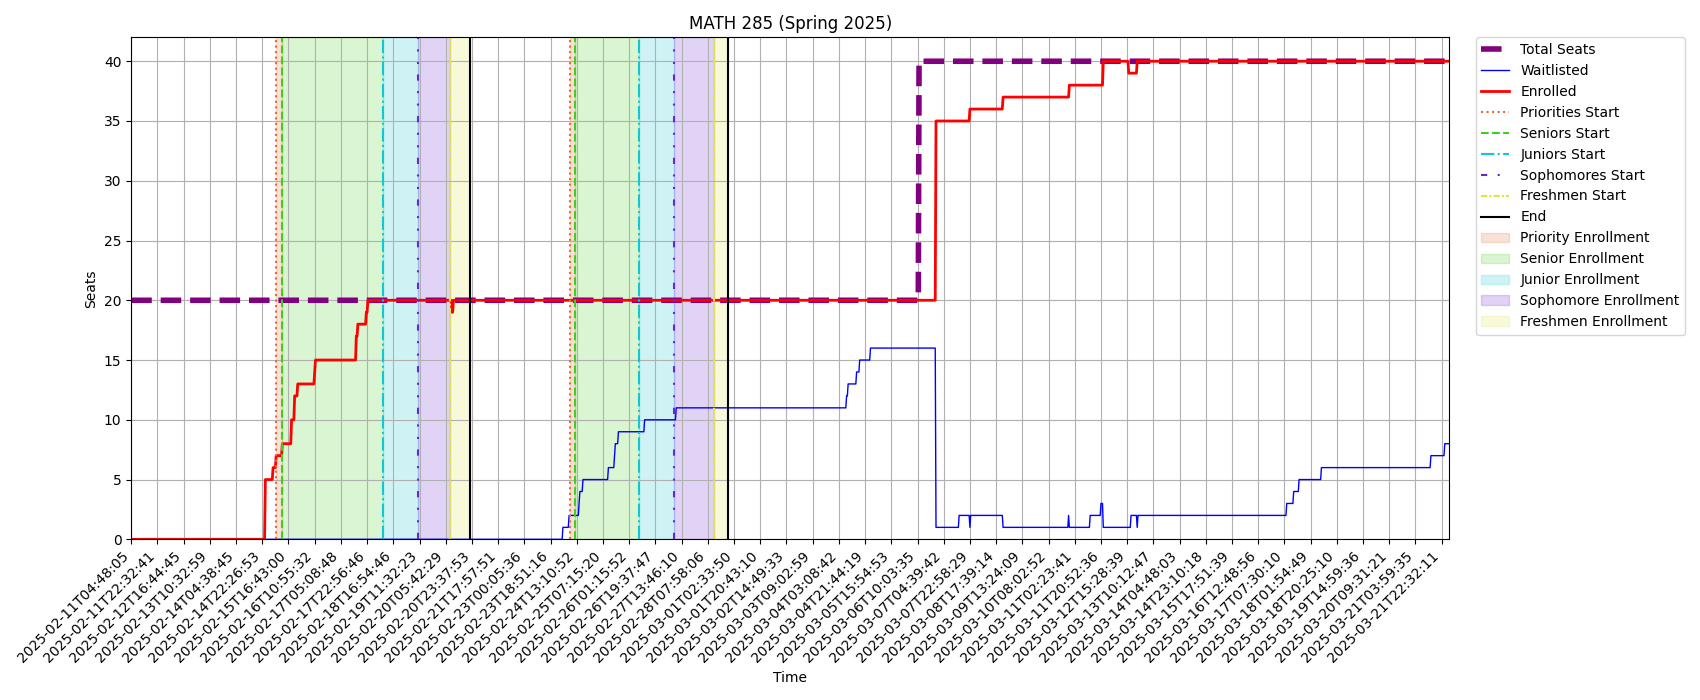 MATH 285 (Spring 2025)
Seats
40
35
30
25
20
15
10
5
0
2025-02-11T04:48:05
2025-02-11T22:32:41
2025-02-12T16:44:45
2025-02-13T10:32:59
2025-02-14T04:38:45
2025-02-14T22:26:53
2025-02-15T16:43:00
2025-02-16T10:55:32
2025-02-17T05:08:48
2025-02-17T22:56:46
2025-02-18T16:54:46
2025-02-19T11:32:23
2025-02-20T05:42:29
2025-02-20T23:37:53
2025-02-21T17:57:51
2025-02-23T00:05:36
2025-02-23T18:51:16
2025-02-24T13:10:52
2025-02-25T07:15:20
2025-02-26T01:15:52
2025-02-26T19:37:47
2025-02-27T13:46:10
2025-02-28T07:58:06
2025-03-01T02:33:50
2025-03-01T20:43:10
2025-03-02T14:49:33
2025-03-03T09:02:59
2025-03-04T03:08:42
2025-03-04T21:44:19
2025-03-05T15:54:53
2025-03-06T10:03:35
2025-03-07T04:39:42
2025-03-07T22:58:29
2025-03-08T17:39:14
2025-03-09T13:24:09
2025-03-10T08:02:52
2025-03-11T02:23:41
2025-03-11T20:52:36
2025-03-12T15:28:39
2025-03-13T10:12:47
2025-03-14T04:48:03
2025-03-14T23:10:18
2025-03-15T17:51:39
2025-03-16T12:48:56
2025-03-17T07:30:10
2025-03-18T01:54:49
2025-03-18T20:25:10
2025-03-19T14:59:36
2025-03-20T09:31:21
2025-03-21T03:59:35
2025-03-21T22:32:11
Time
Total Seats
Waitlisted
Enrolled
Priorities Start
Seniors Start
Juniors Start
Sophomores Start
Freshmen Start
End
Priority Enrollment
Senior Enrollment
Junior Enrollment
Sophomore Enrollment
Freshmen Enrollment